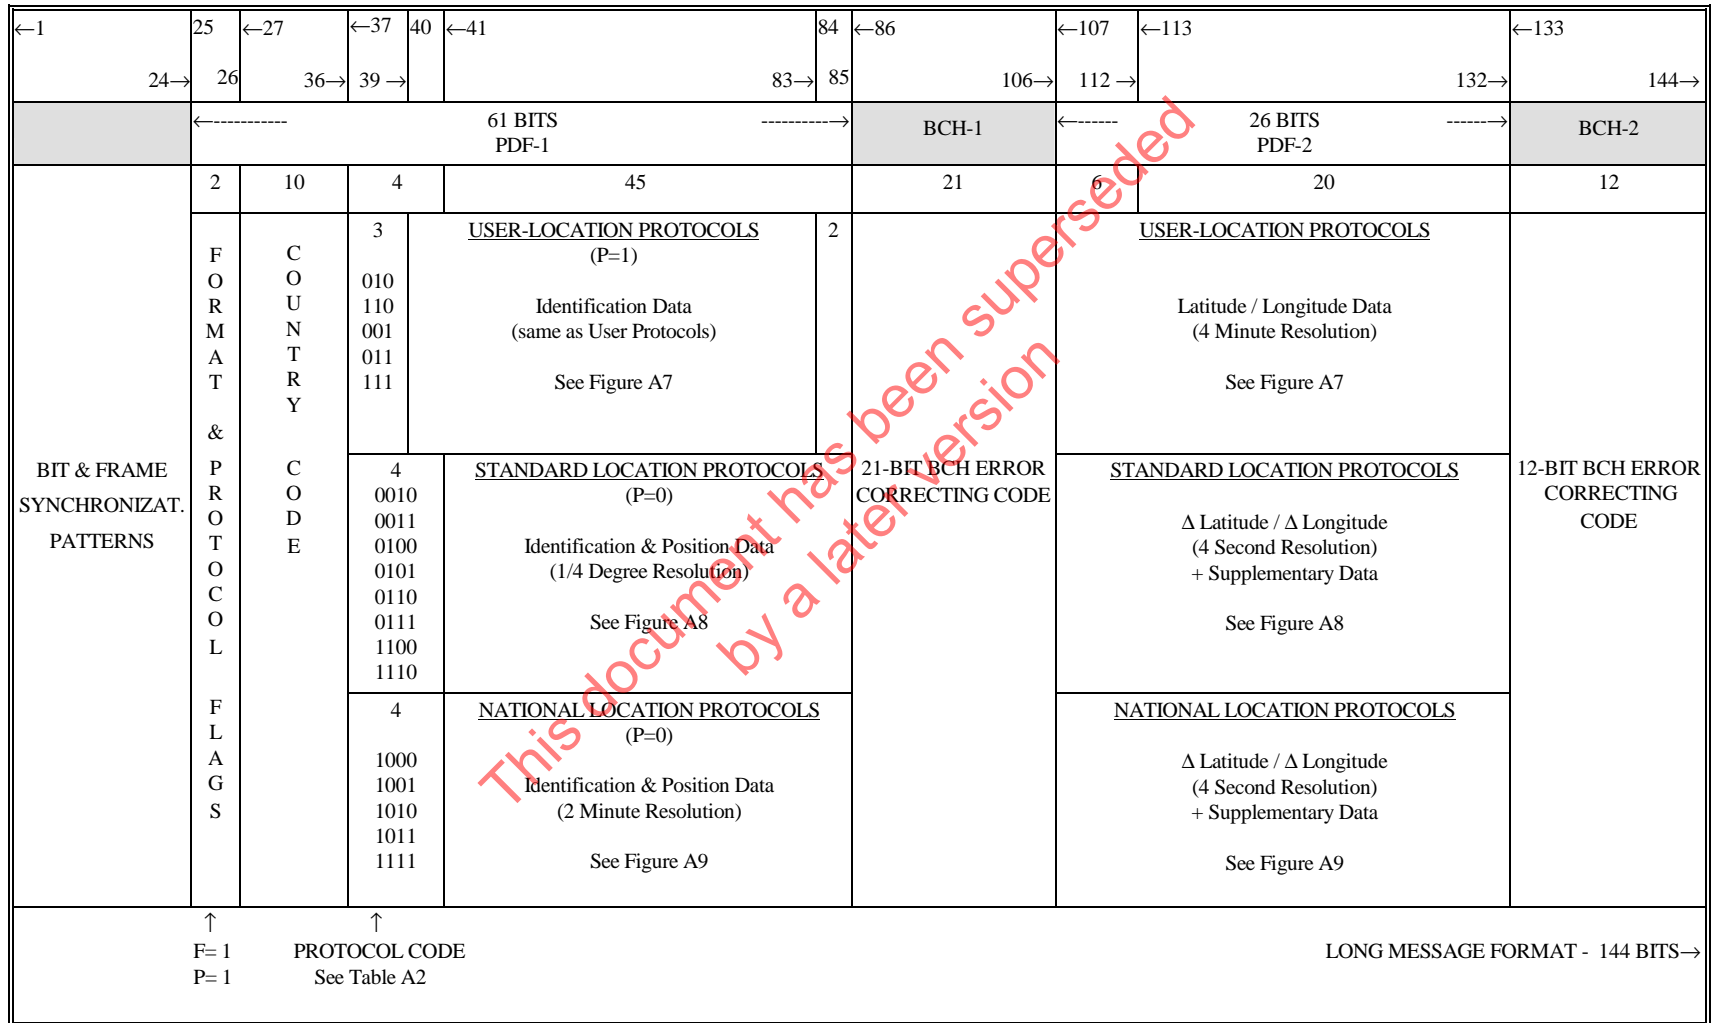 ←1 25 ←27 ←37 40 ←41 84 ←86 ←107 ←113 ←133
24→ 26 36→ 39 → 83→ 85 106→ 112 → 132→ 144→
←----------- 61 BITS ----------→ BCH-1 ←------ 26 BITS ------→ BCH-2
PDF-1 PDF-2
2 10 4 45 21 6 20 12
FORMAT & PROTOCOL FLAGS
COUNTRY CODE
BIT & FRAME
SYNCHRONIZAT.
PATTERNS
3
010
110
001
011
111
USER-LOCATION PROTOCOLS
(P=1)
Identification Data
(same as User Protocols)
See Figure A7
2
4
0010
0011
0100
0101
0110
0111
1100
1110
STANDARD LOCATION PROTOCOLS
(P=0)
Identification & Position Data
(1/4 Degree Resolution)
See Figure A8
4
1000
1001
1010
1011
1111
NATIONAL LOCATION PROTOCOLS
(P=0)
Identification & Position Data
(2 Minute Resolution)
See Figure A9
21-BIT BCH ERROR
CORRECTING CODE
USER-LOCATION PROTOCOLS
Latitude / Longitude Data
(4 Minute Resolution)
See Figure A7
STANDARD LOCATION PROTOCOLS
Δ Latitude / Δ Longitude
(4 Second Resolution)
+ Supplementary Data
See Figure A8
NATIONAL LOCATION PROTOCOLS
Δ Latitude / Δ Longitude
(4 Second Resolution)
+ Supplementary Data
See Figure A9
12-BIT BCH ERROR
CORRECTING
CODE
↑ ↑
F= 1 PROTOCOL CODE LONG MESSAGE FORMAT - 144 BITS→
P= 1 See Table A2
This document has been superseded
by a later version